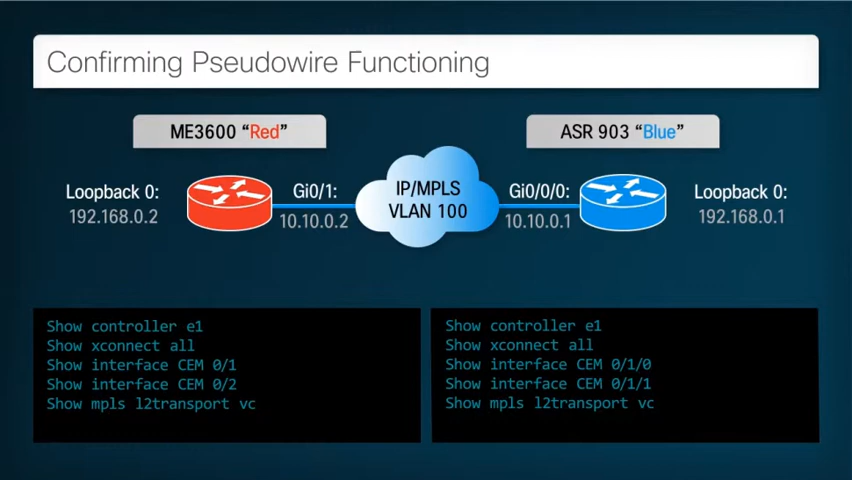 Confirming Pseudowire Functioning
ME3600 “Red”
ASR 903 “Blue”
Loopback 0:
192.168.0.2
Gi0/1:
10.10.0.2
IP/MPLS
VLAN 100
Gi0/0/0:
10.10.0.1
Loopback 0:
192.168.0.1
Show controller e1
Show xconnect all
Show interface CEM 0/1
Show interface CEM 0/2
Show mpls l2transport vc
Show controller e1
Show xconnect all
Show interface CEM 0/1/0
Show interface CEM 0/1/1
Show mpls l2transport vc